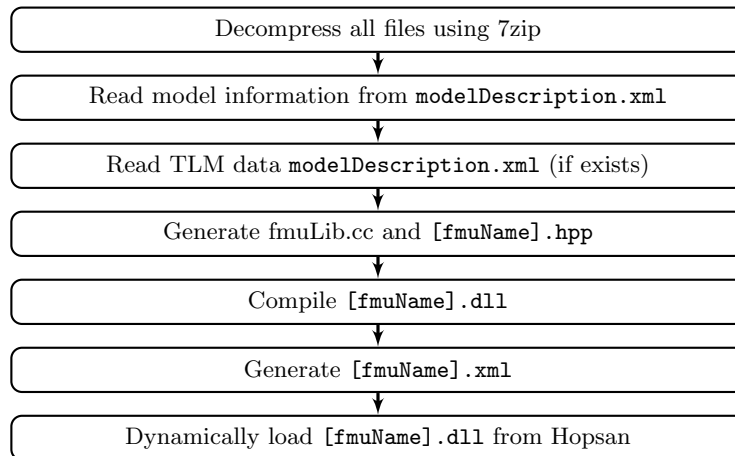 Decompress all files using 7zip
Read model information from modelDescription.xml
Read TLM data modelDescription.xml (if exists)
Generate fmuLib.cc and [fmuName].hpp
Compile [fmuName].dll
Generate [fmuName].xml
Dynamically load [fmuName].dll from Hopsan